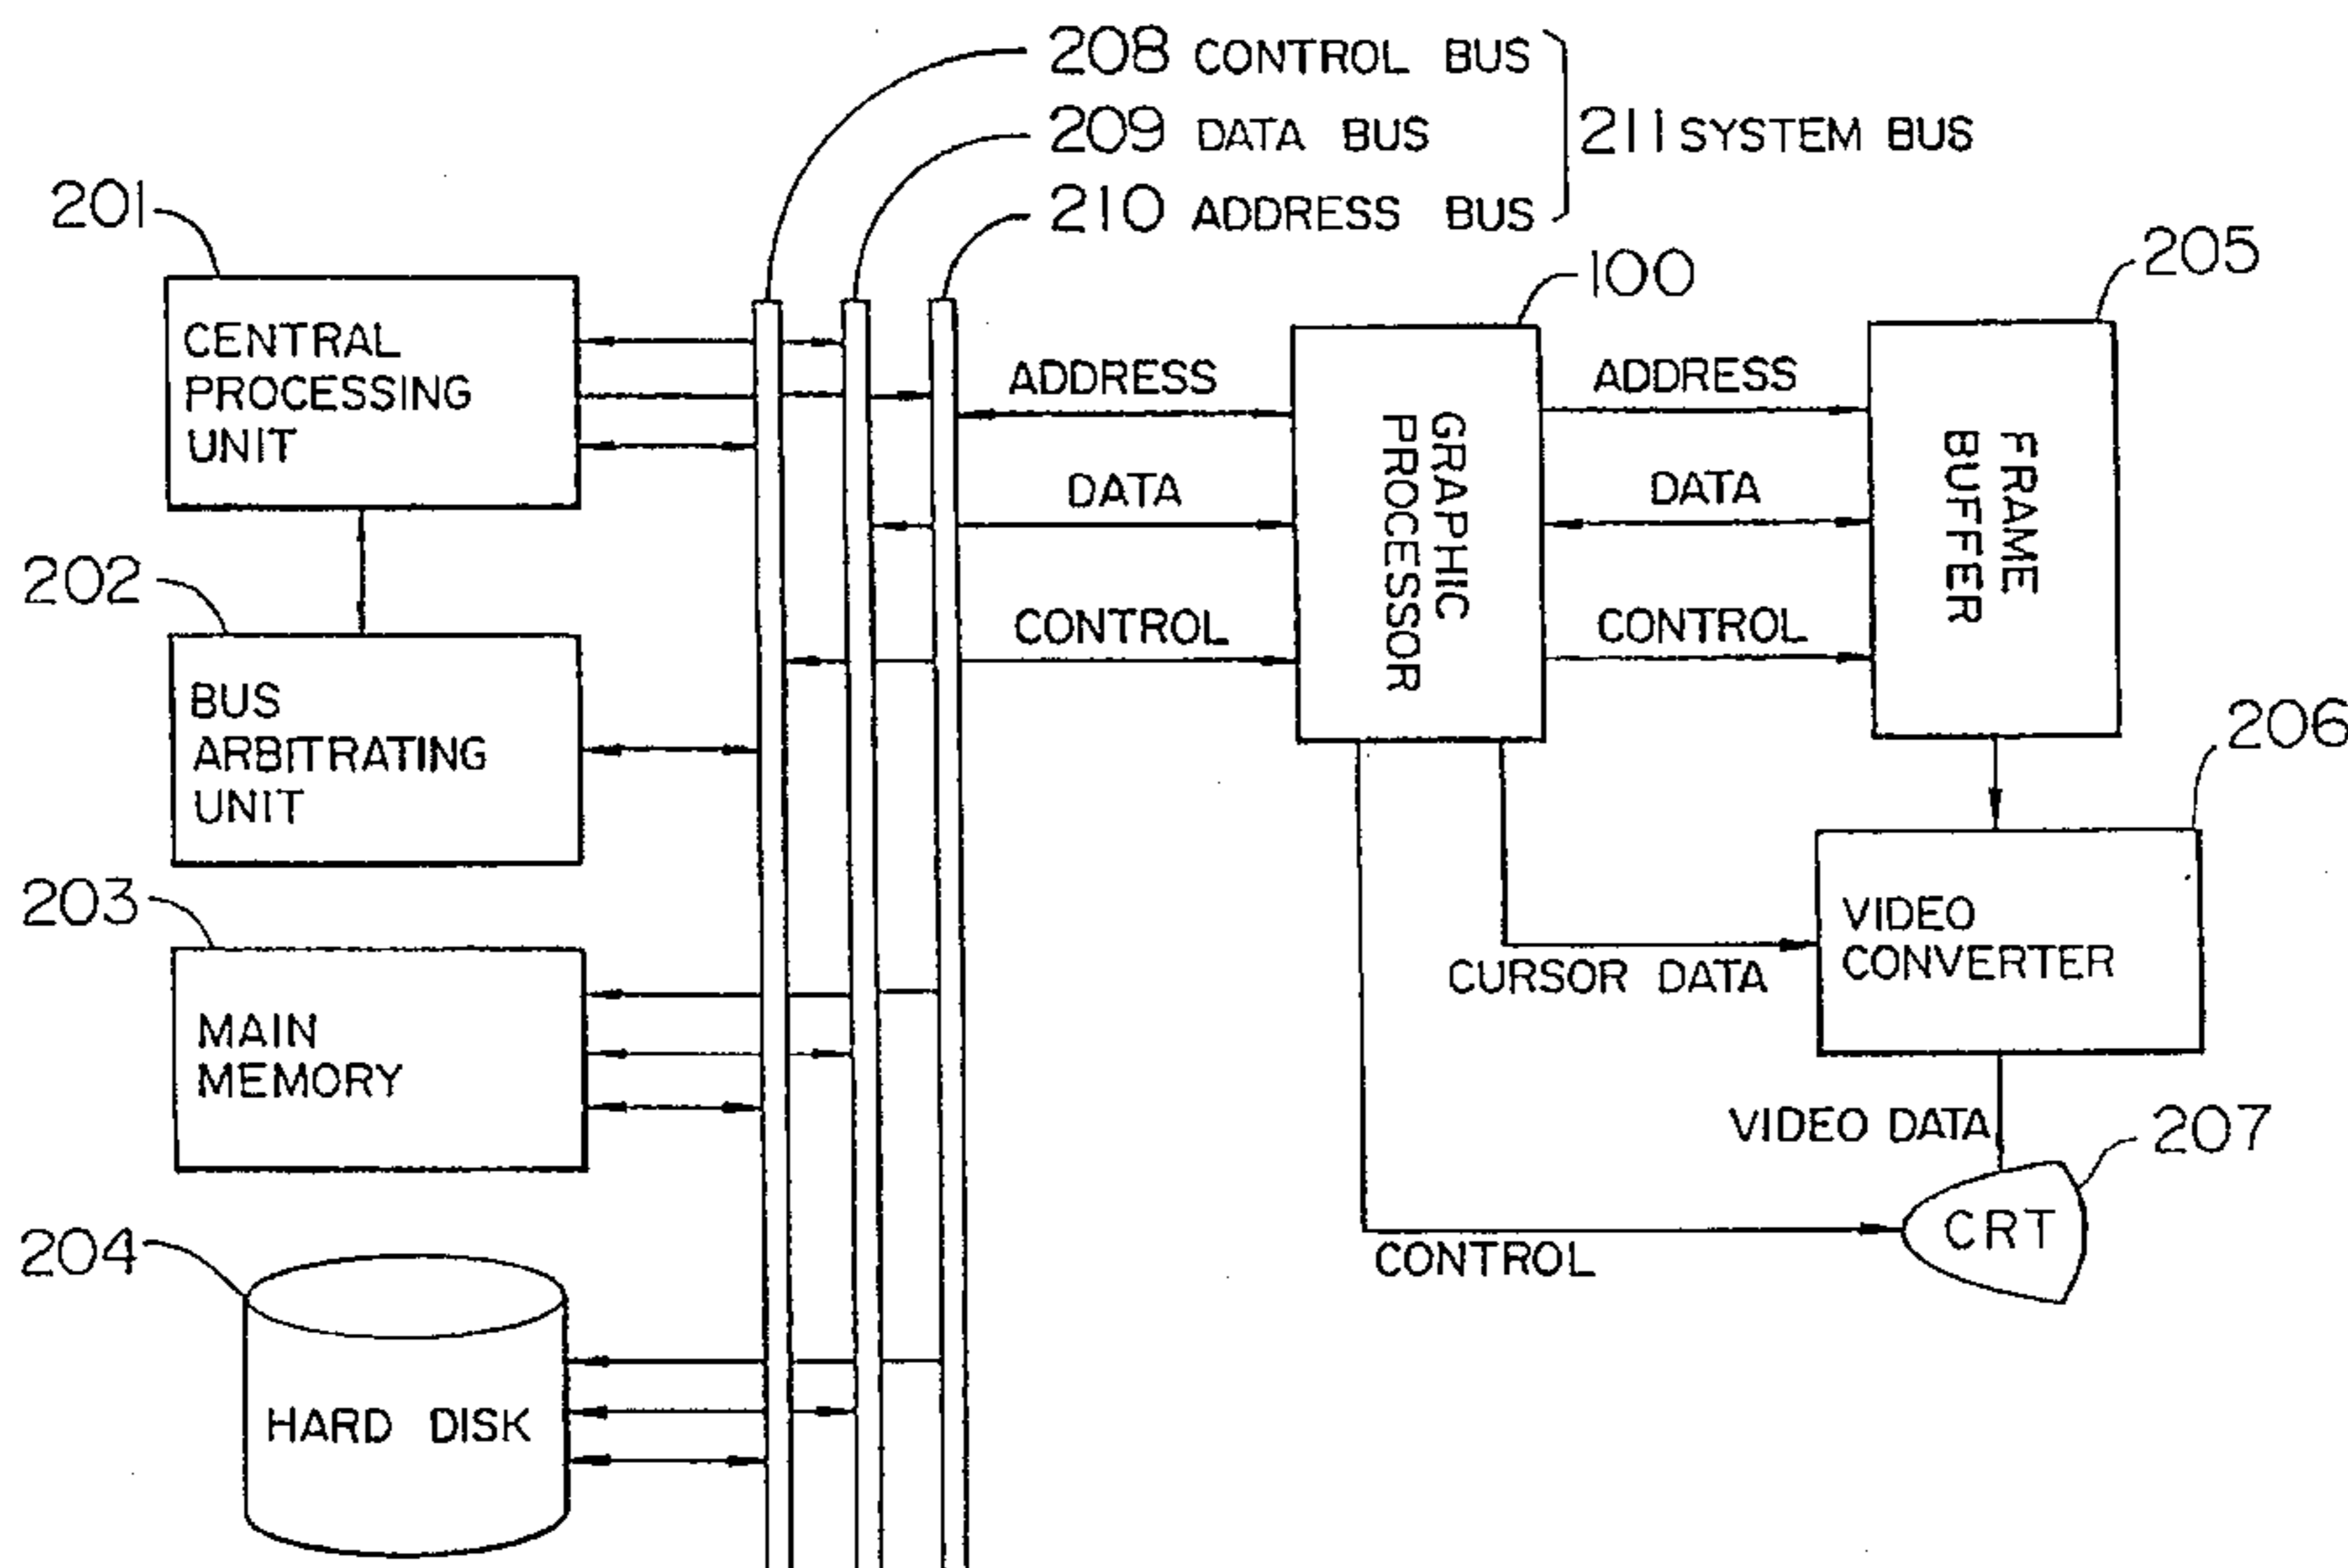 208 CONTROL BUS
209 DATA BUS
210 ADDRESS BUS
211 SYSTEM BUS
201
CENTRAL
PROCESSING
UNIT
202
BUS
ARBITRATING
UNIT
203
MAIN
MEMORY
204
HARD DISK
ADDRESS
DATA
CONTROL
100
GRAPHIC
PROCESSOR
ADDRESS
DATA
CONTROL
205
FRAME
BUFFER
206
VIDEO
CONVERTER
CURSOR DATA
VIDEO DATA
207
CRT
CONTROL